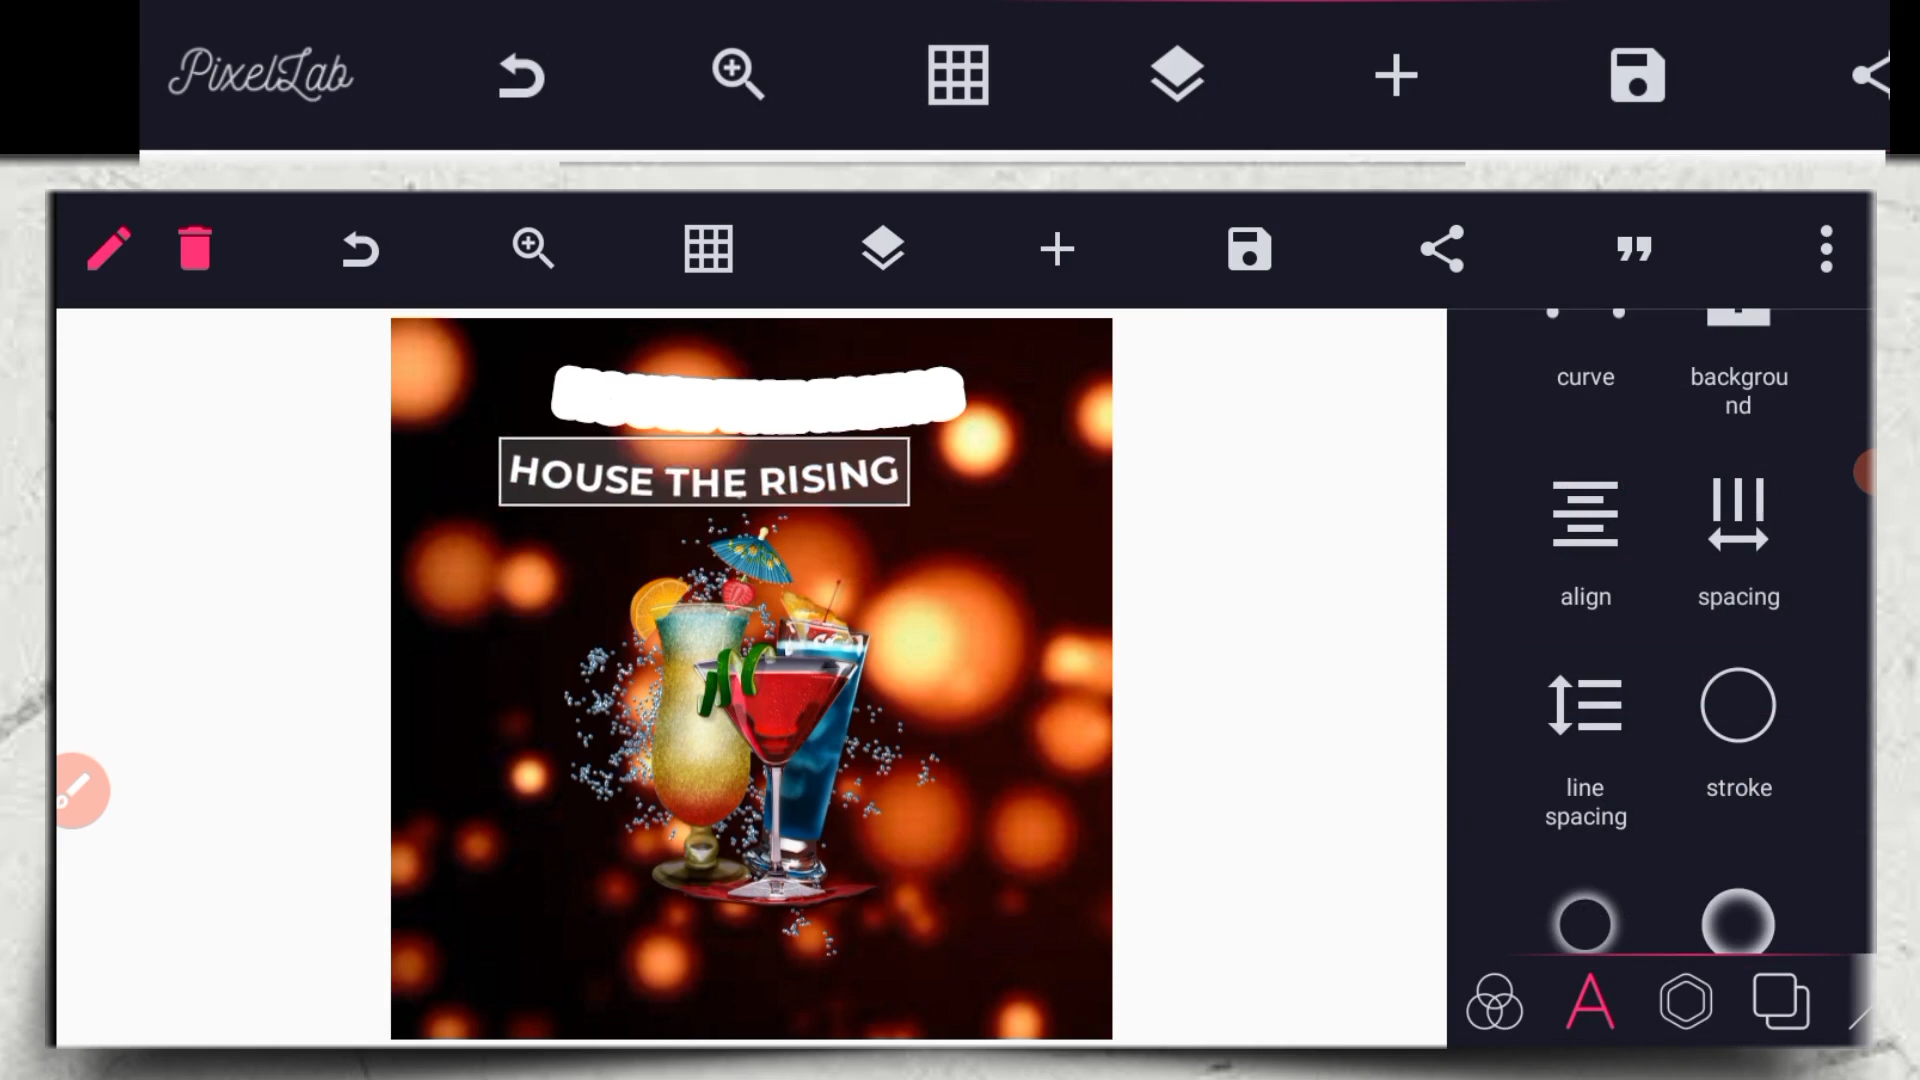 PixelLab
HOUSE THE RISING
curve
backgrou
nd
align
spacing
line
spacing
stroke